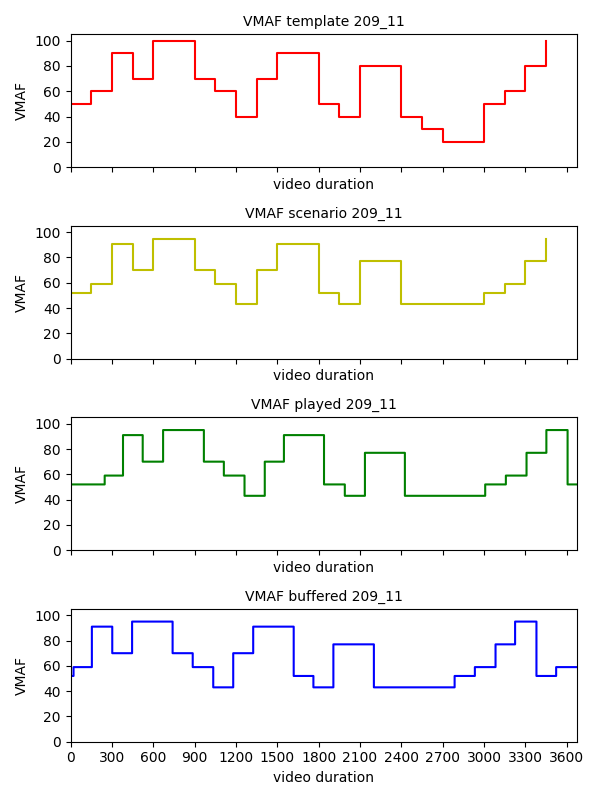 VMAF template 209_11
100
80
60
40
20
0
VMAF
video duration
VMAF scenario 209_11
100
80
60
40
20
0
VMAF
video duration
VMAF played 209_11
100
80
60
40
20
0
VMAF
video duration
VMAF buffered 209_11
100
80
60
40
20
0
VMAF
0 300 600 900 1200 1500 1800 2100 2400 2700 3000 3300 3600
video duration